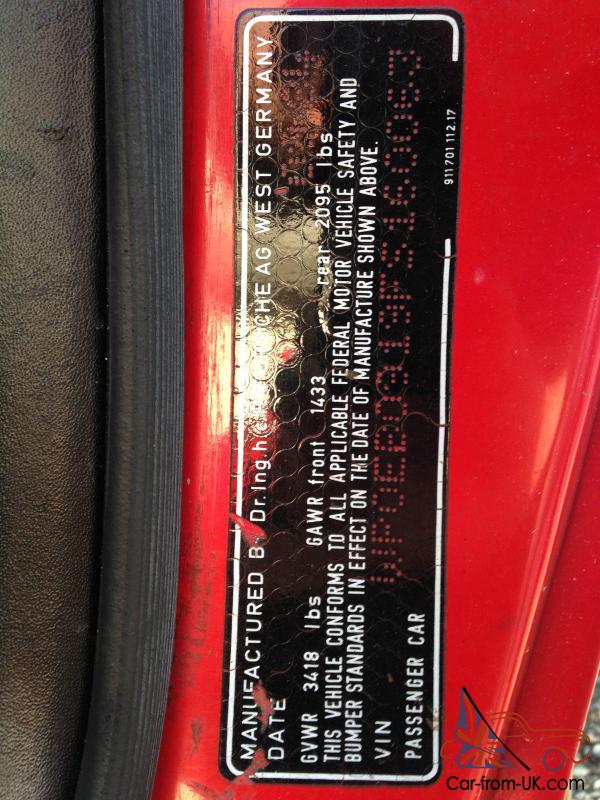 MANUFACTURED BY Dr.Ing.h.c. CHE AG WEST GERMANY
DATE
GVWR 3418 lbs GAWR front 1433 rear 2095 lbs
THIS VEHICLE CONFORMS TO ALL APPLICABLE FEDERAL MOTOR VEHICLE SAFETY AND
BUMPER STANDARDS IN EFFECT ON THE DATE OF MANUFACTURE SHOWN ABOVE.
VIN
PASSENGER CAR
911 701 112.17
Car-from-UK.com